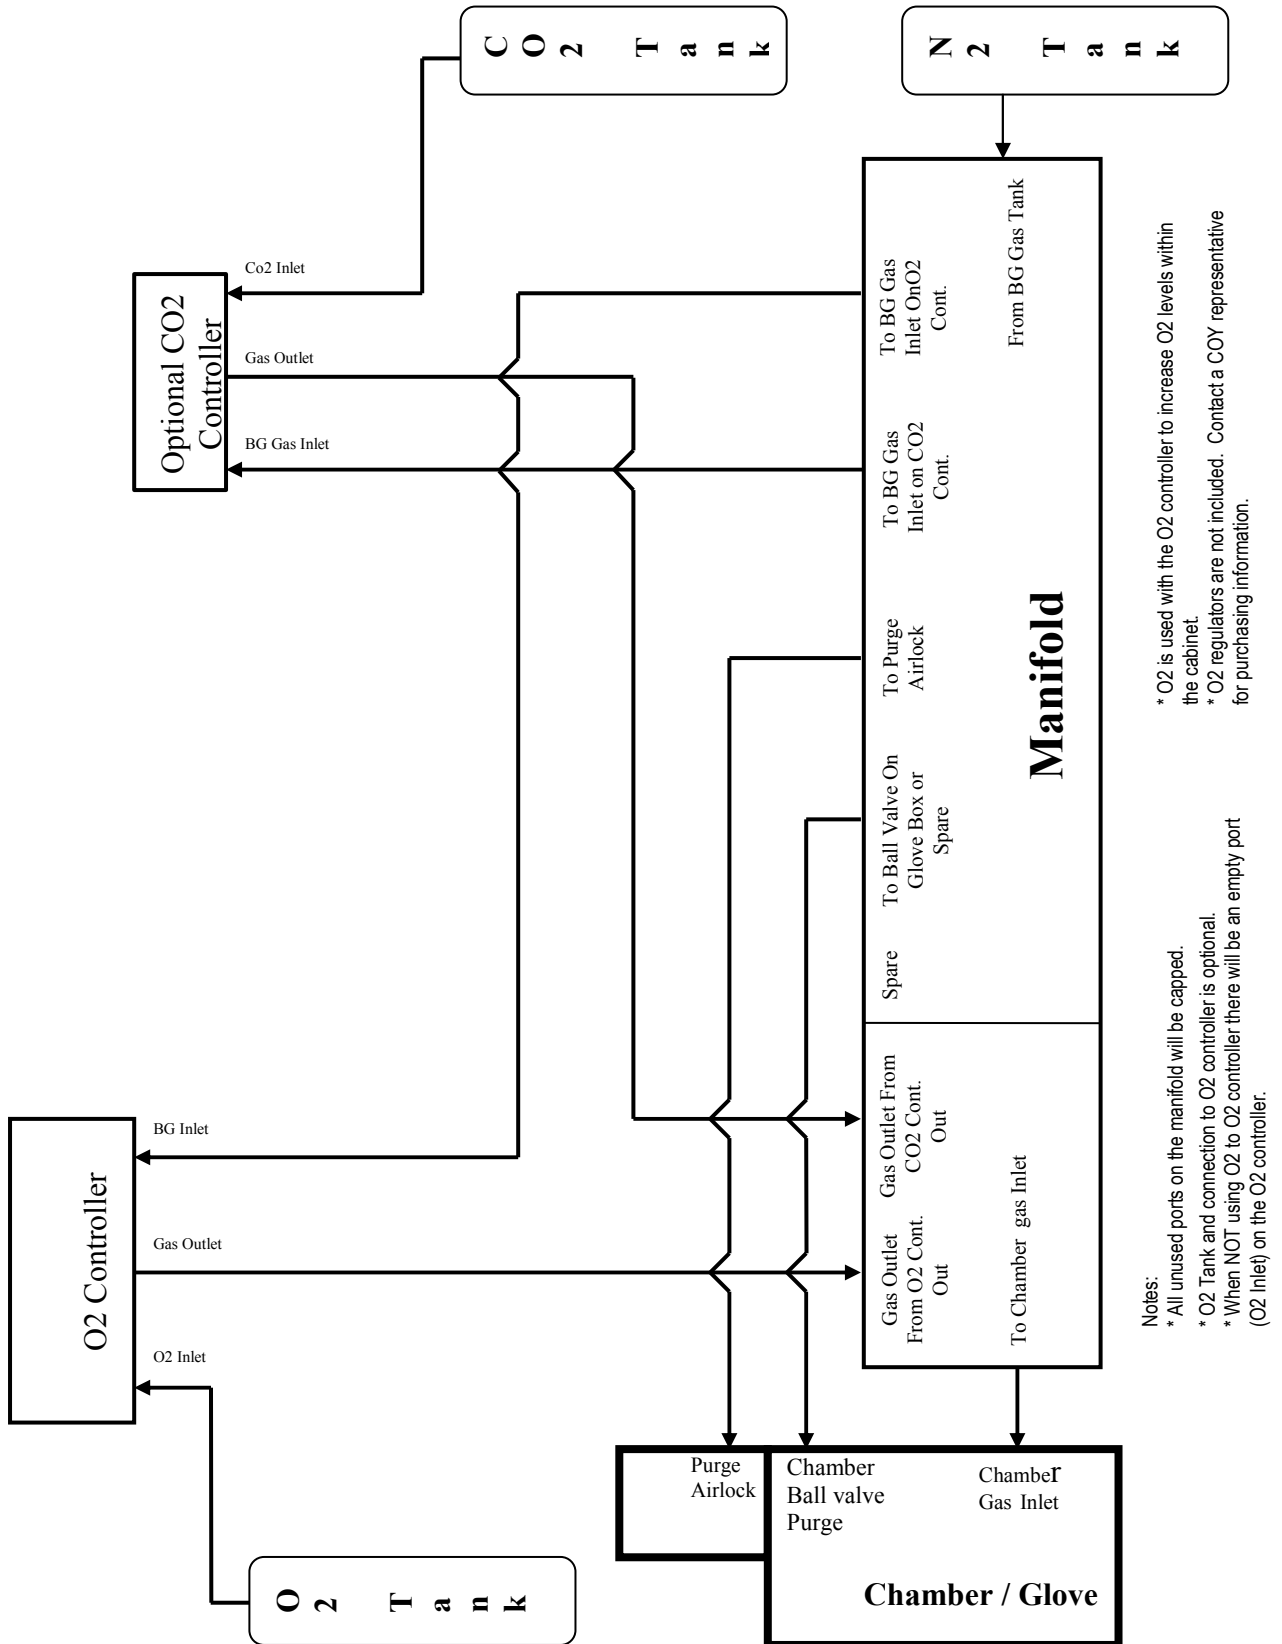 CO2 Tank
N2 Tank
Co2 Inlet
Gas Outlet
BG Gas Inlet
Optional CO2
Controller
BG Inlet
Gas Outlet
O2 Inlet
O2 Controller
O2 Tank
From BG Gas Tank
To BG Gas
Inlet OnO2
Cont.
To BG Gas
Inlet on CO2
Cont.
To Purge
Airlock
To Ball Valve On
Glove Box or
Spare
Spare
Manifold
Gas Outlet From
CO2 Cont.
Out
Gas Outlet
From O2 Cont.
Out
To Chamber gas Inlet
Purge
Airlock
Chamber
Ball valve
Purge
Chamber
Gas Inlet
Chamber / Glove
Notes:
* All unused ports on the manifold will be capped.
* O2 Tank and connection to O2 controller is optional.
* When NOT using O2 to O2 controller there will be an empty port
(O2 Inlet) on the O2 controller.
* O2 is used with the O2 controller to increase O2 levels within
the cabinet.
* O2 regulators are not included. Contact a COY representative
for purchasing information.